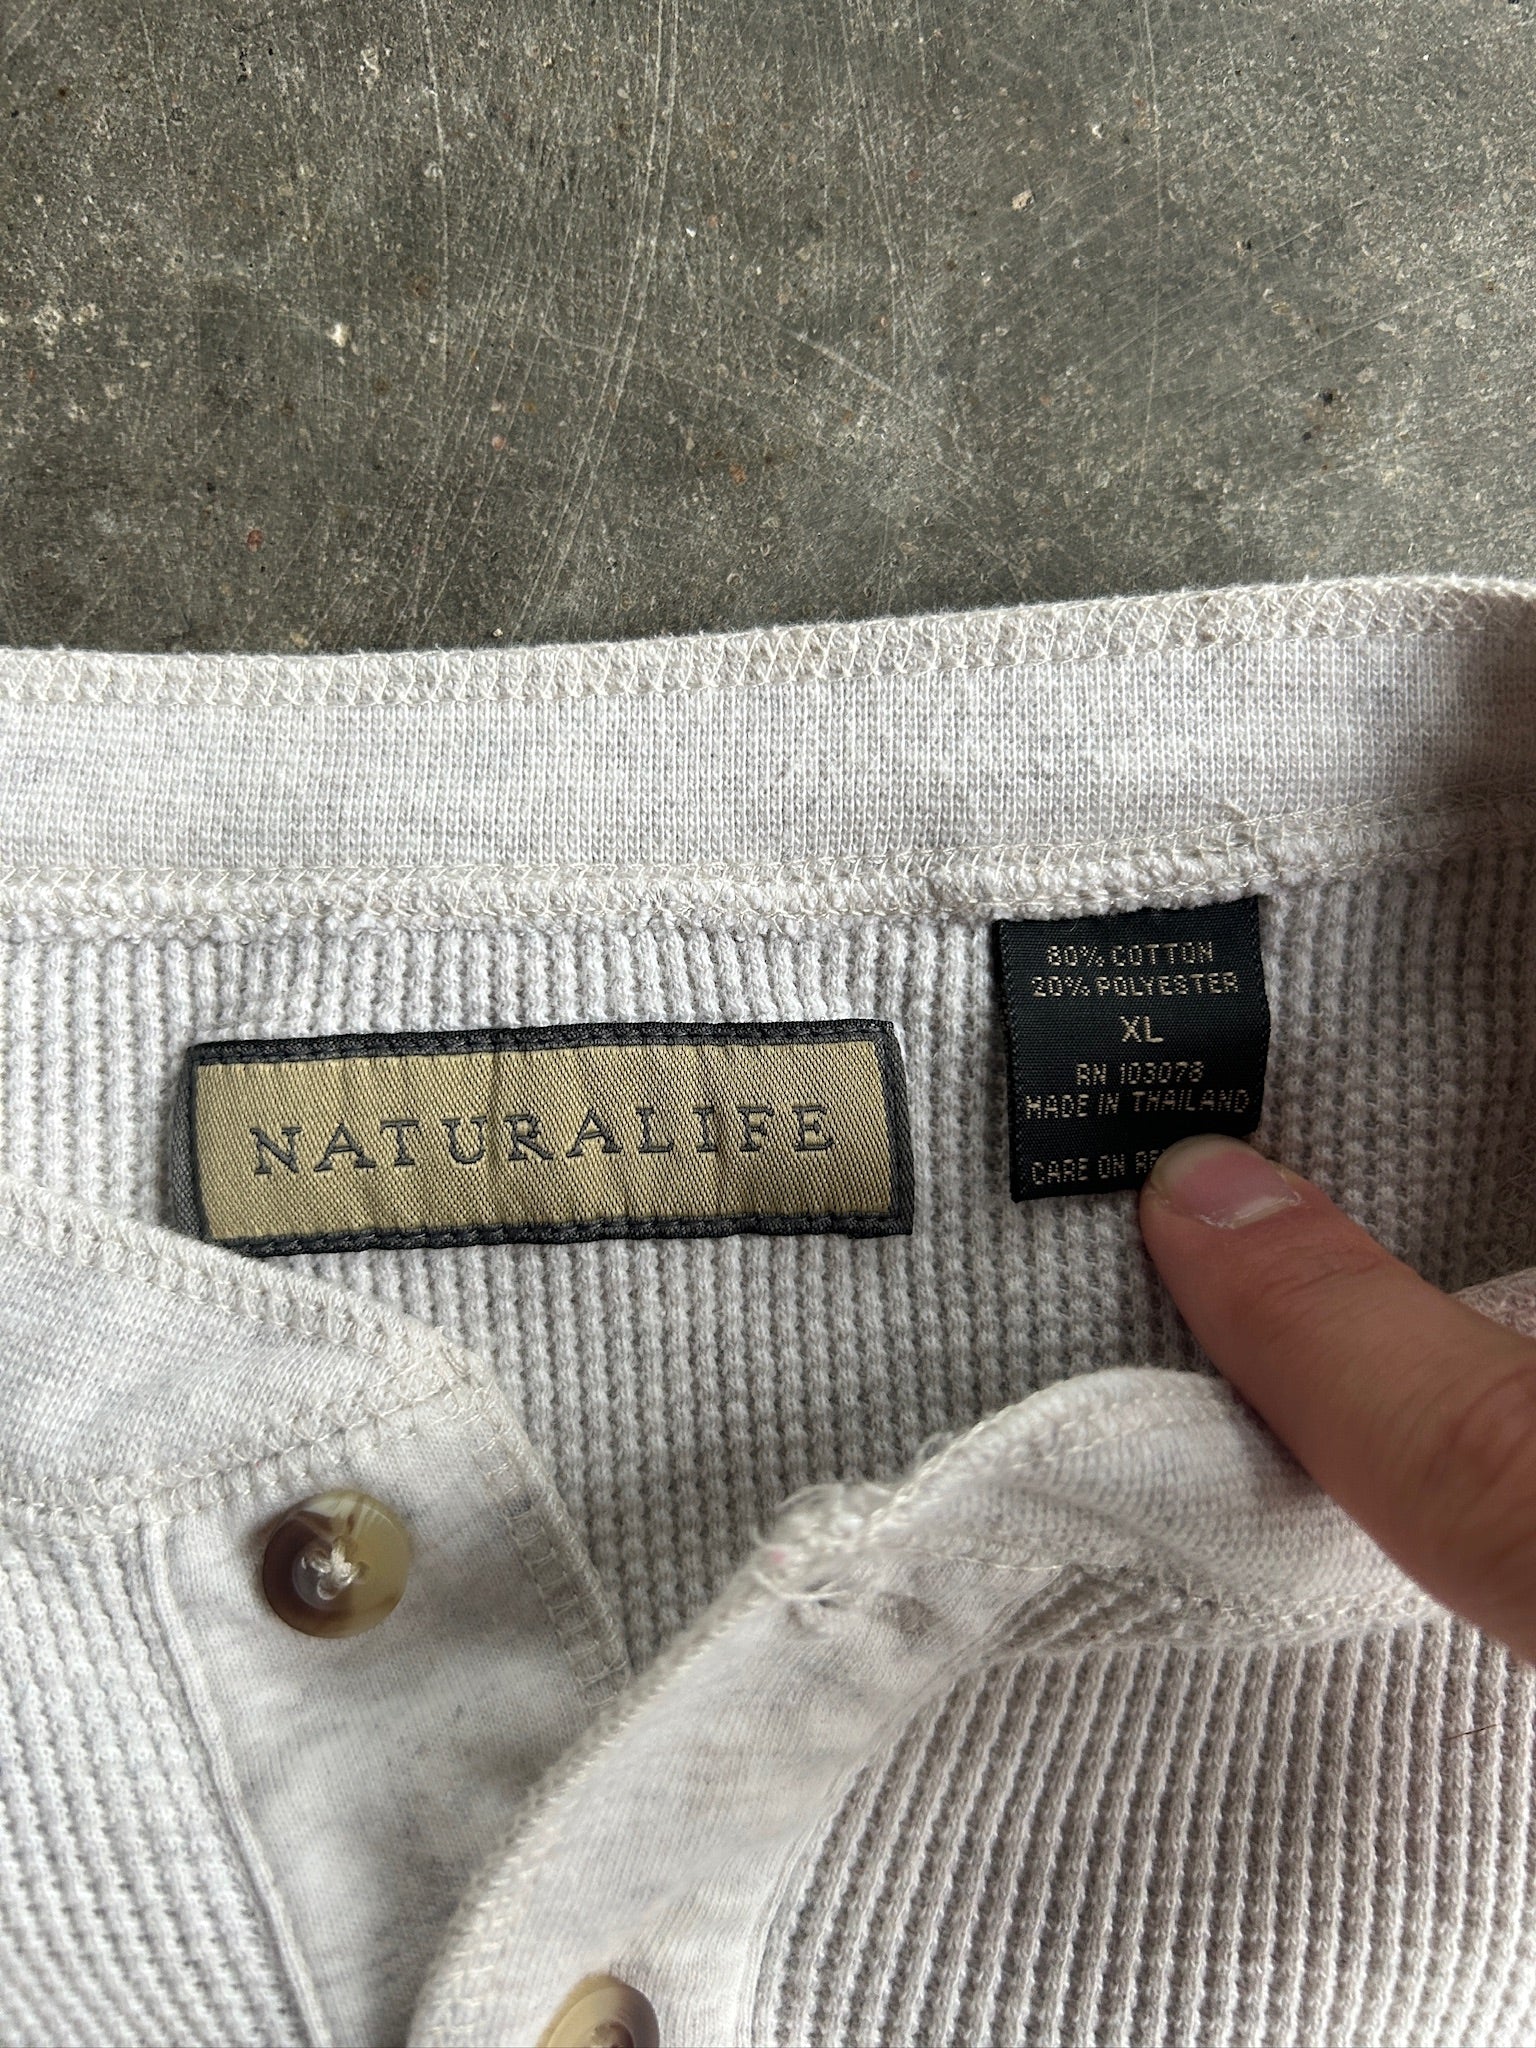 NATURALIFE
80% COTTON
20% POLYESTER
XL
RN 103078
MADE IN THAILAND
CARE ON